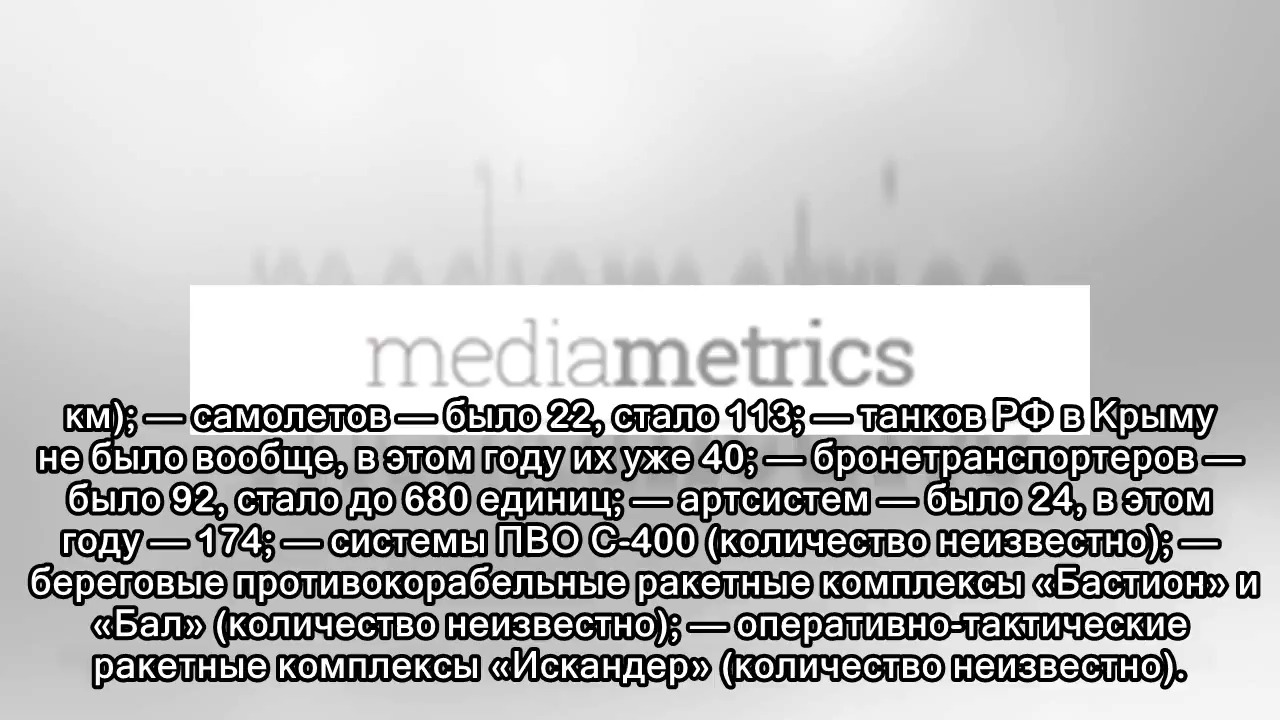 mediametrics
км); — самолетов — было 22, стало 113; — танков РФ в Крыму
не было вообще, в этом году их уже 40; — бронетранспортеров —
было 92, стало до 680 единиц; — артсистем — было 24, в этом
году — 174; — системы ПВО С-400 (количество неизвестно); —
береговые противокорабельные ракетные комплексы «Бастион» и
«Бал» (количество неизвестно); — оперативно-тактические
ракетные комплексы «Искандер» (количество неизвестно).